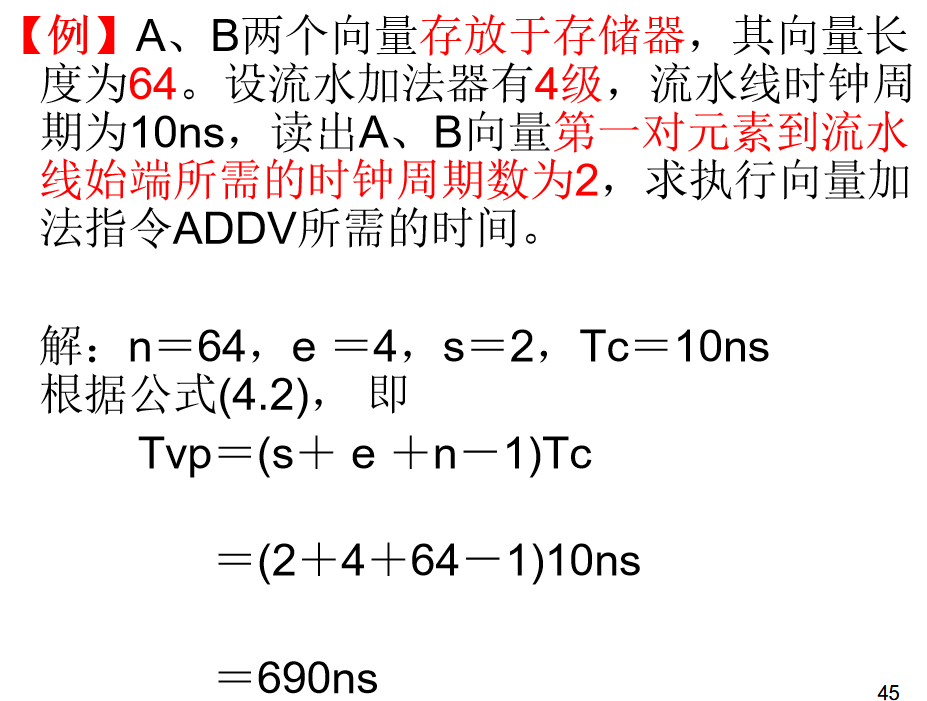 【例】A、B两个向量存放于存储器，其向量长
度为64。设流水加法器有4级，流水线时钟周
期为10ns，读出A、B向量第一对元素到流水
线始端所需的时钟周期数为2，求执行向量加
法指令ADDV所需的时间。
解：n＝64，e ＝4，s＝2，Tc＝10ns
根据公式(4.2)， 即
Tvp＝(s＋ e ＋n－1)Tc
＝(2＋4＋64－1)10ns
＝690ns
45